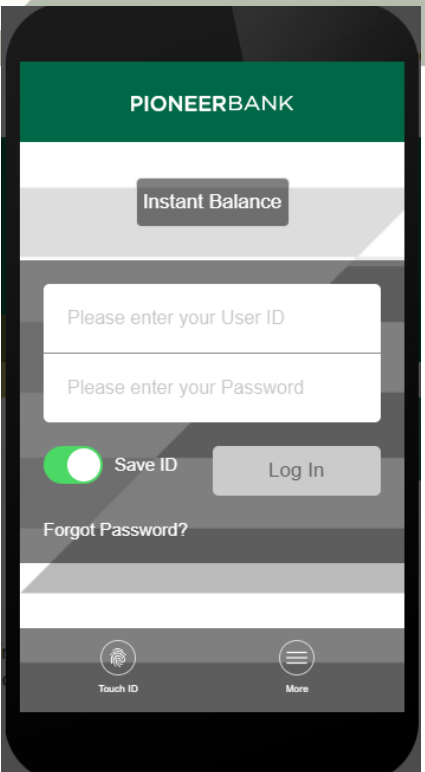 PIONEERBANK
Instant Balance
Please enter your User ID
Please enter your Password
Save ID
Log In
Forgot Password?
Touch ID
More